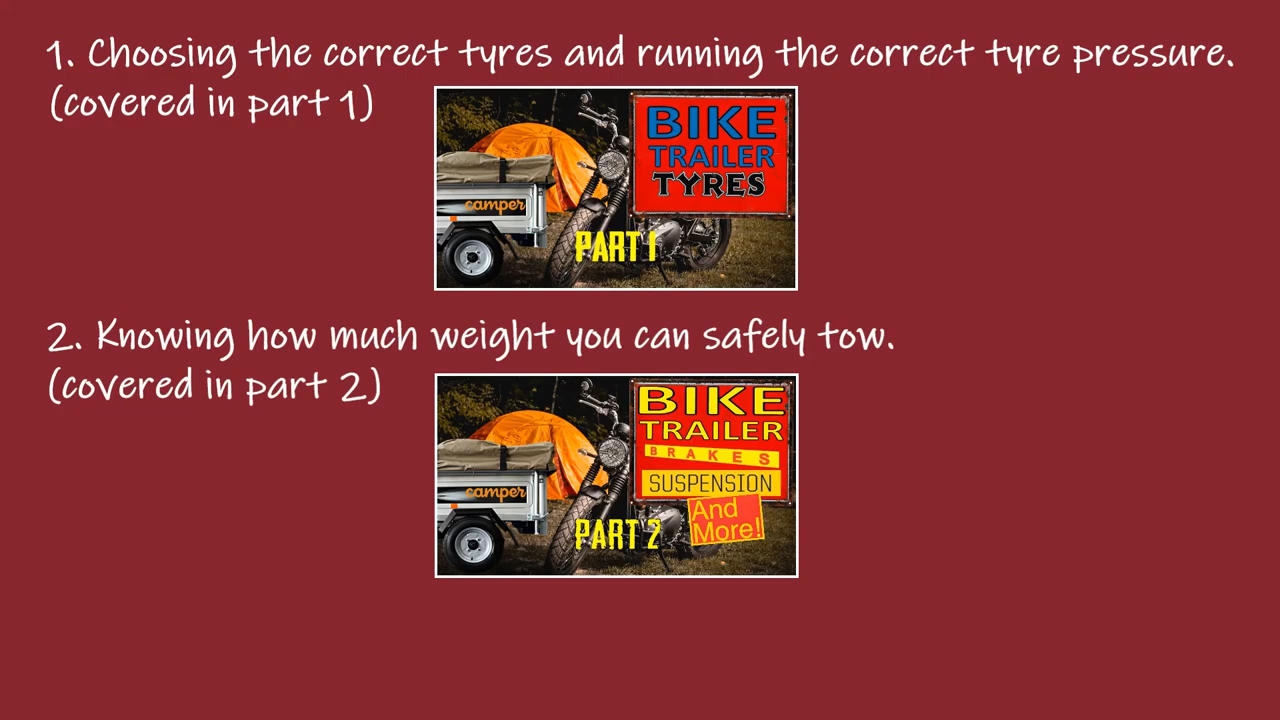 1. Choosing the correct tyres and running the correct tyre pressure.
(covered in part 1)
BIKE
TRAILER
TYRES
camper
PART 1
2. Knowing how much weight you can safely tow.
(covered in part 2)
BIKE
TRAILER
BRAKES
SUSPENSION
And
More!
camper
PART 2